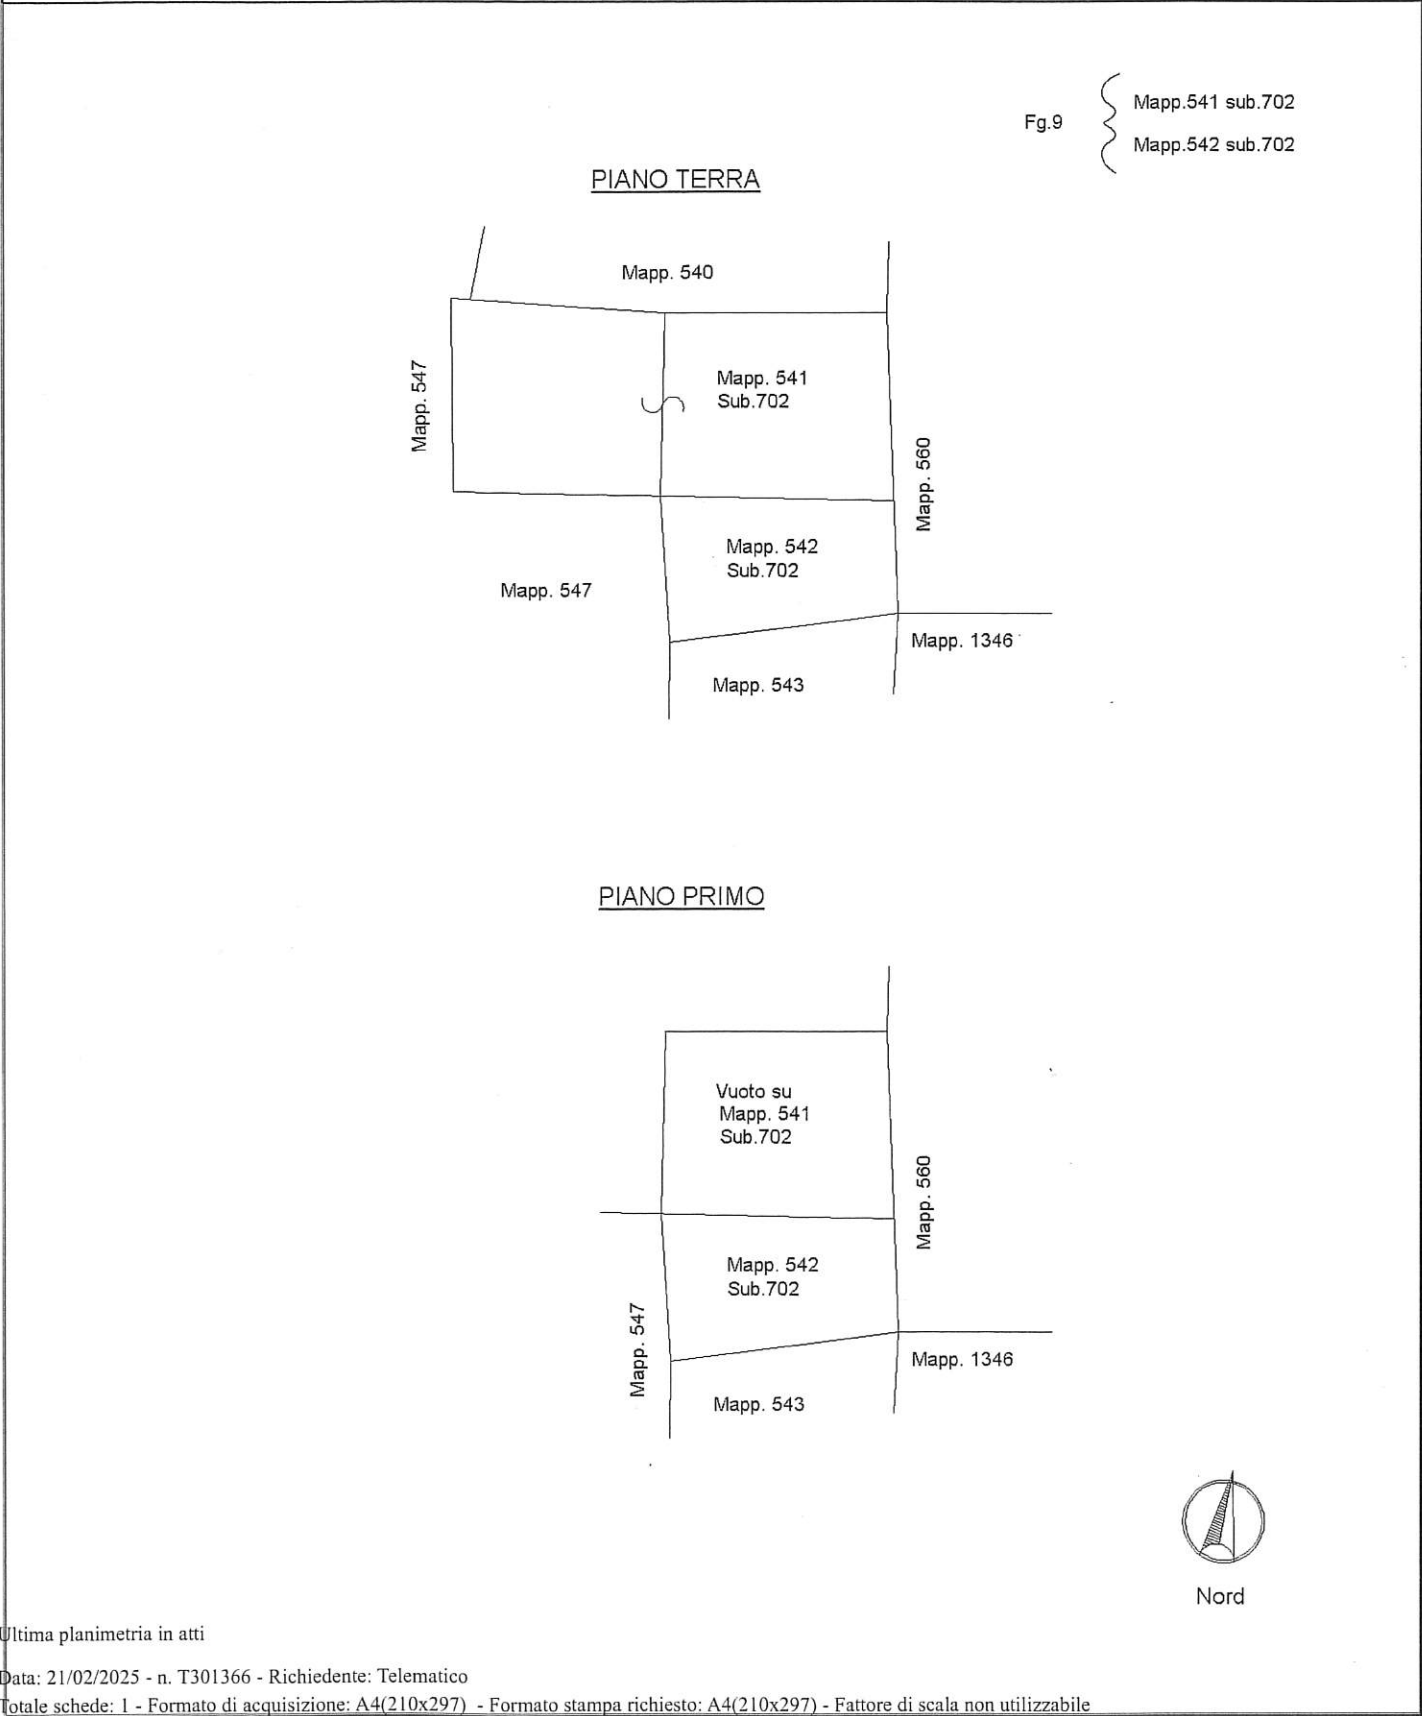 Fg.9
Mapp.541 sub.702
Mapp.542 sub.702
PIANO TERRA
Mapp. 540
Mapp. 547
Mapp. 541
Sub.702
Mapp. 560
Mapp. 542
Sub.702
Mapp. 547
Mapp. 1346
Mapp. 543
PIANO PRIMO
Vuoto su
Mapp. 541
Sub.702
Mapp. 560
Mapp. 542
Sub.702
Mapp. 547
Mapp. 1346
Mapp. 543
Nord
Ultima planimetria in atti
Data: 21/02/2025 - n. T301366 - Richiedente: Telematico
Totale schede: 1 - Formato di acquisizione: A4(210x297) - Formato stampa richiesto: A4(210x297) - Fattore di scala non utilizzabile